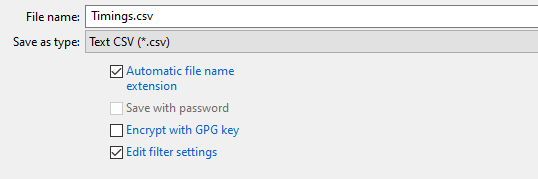 File name: Timings.csv
Save as type: Text CSV (*.csv)
Automatic file name
extension
Save with password
Encrypt with GPG key
Edit filter settings